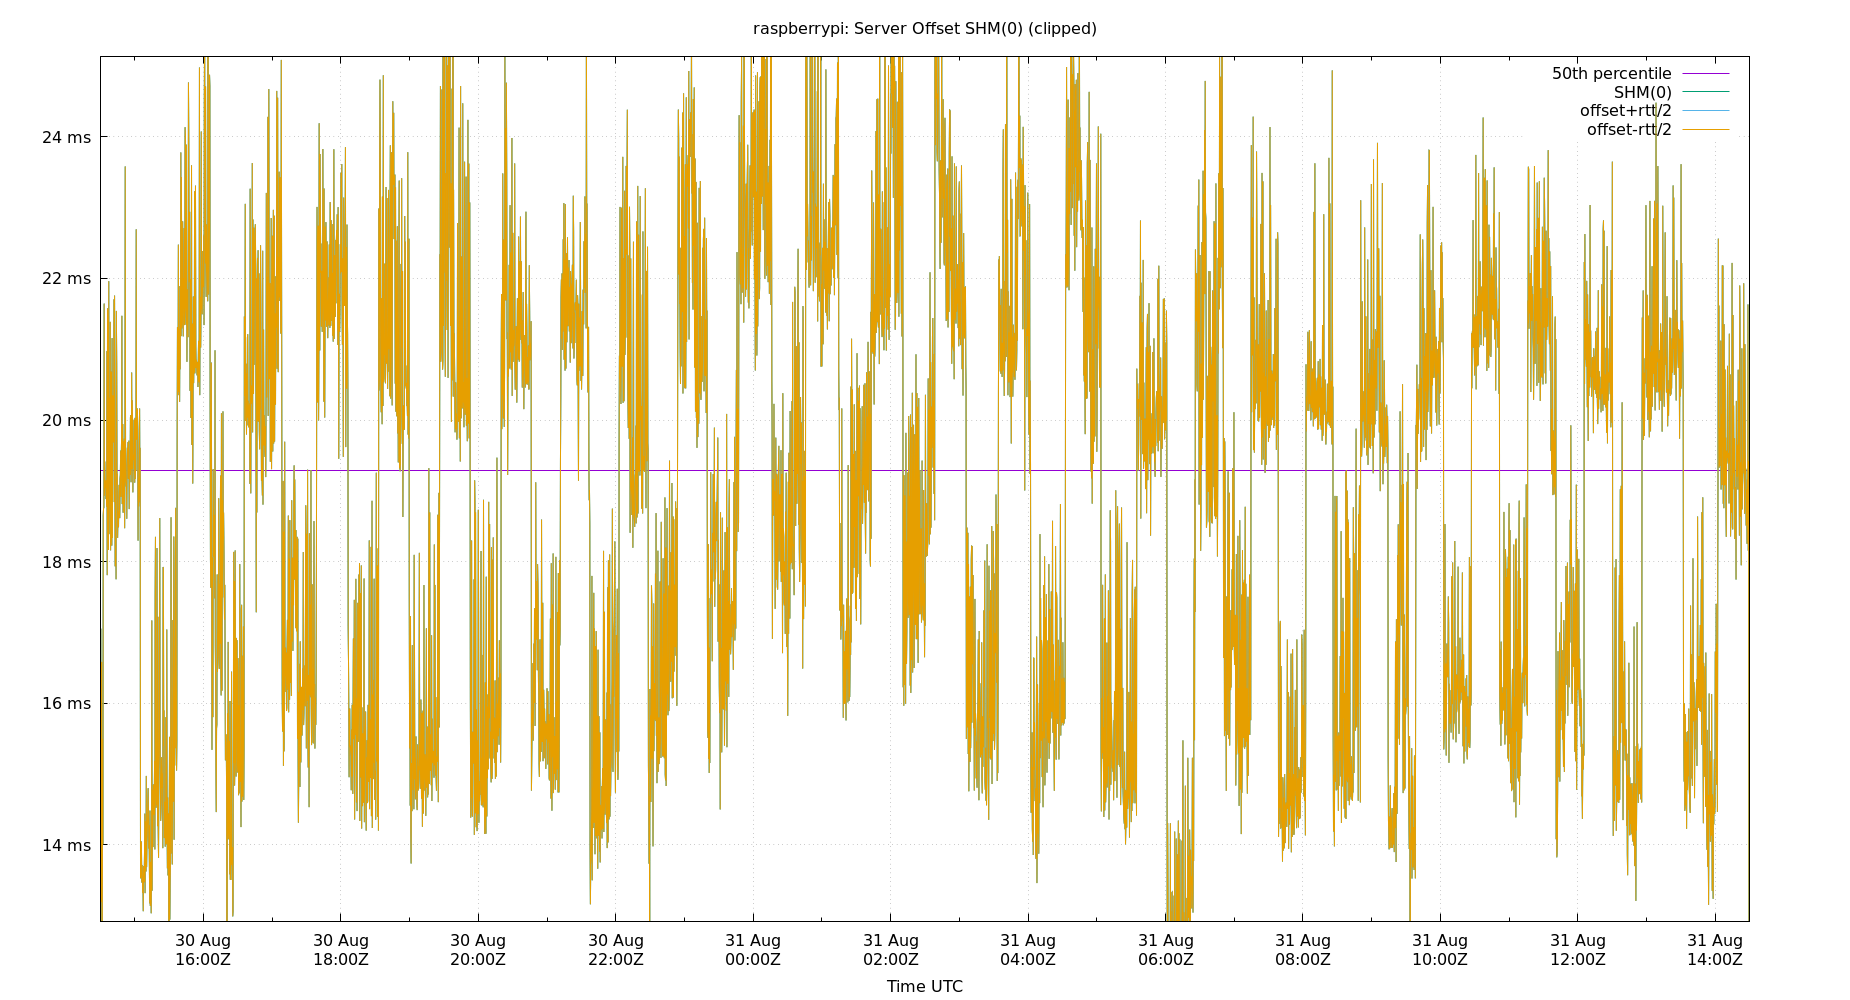 raspberrypi: Server Offset SHM(0) (clipped)
50th percentile
SHM(0)
offset+rtt/2
offset-rtt/2
24 ms
22 ms
20 ms
18 ms
16 ms
14 ms
30 Aug 30 Aug 30 Aug 30 Aug 31 Aug 31 Aug 31 Aug 31 Aug 31 Aug 31 Aug 31 Aug 31 Aug
16:00Z 18:00Z 20:00Z 22:00Z 00:00Z 02:00Z 04:00Z 06:00Z 08:00Z 10:00Z 12:00Z 14:00Z
Time UTC